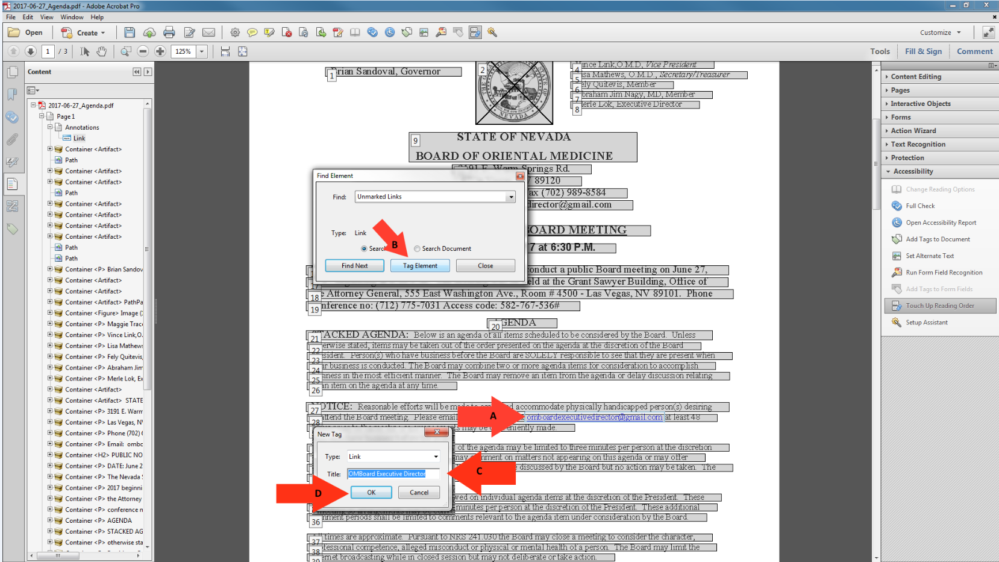 2017-06-27_Agenda.pdf - Adobe Acrobat Pro
File Edit View Window Help
Open Create Customize
1 / 3 125% Tools Fill & Sign Comment
Content
2017-06-27_Agenda.pdf
Page 1
Annotations
Link
Container <Artifact>
Path
Container <Artifact>
Container <Artifact>
Path
Container <Artifact>
Container <Artifact>
Container <Artifact>
Container <Artifact>
Path
Path
Container <P> Brian Sandov
Container <Artifact>
Container <Artifact>
Container <Artifact> PathPa
Container <Figure> Image (1
Container <P> Maggie Trace
Container <P> Vince Link,O.
Container <P> Lisa Mathews
Container <P> Fely Quitevis,
Container <P> Abraham Jim
Container <P> Merle Lok, Ex
Container <Artifact>
Container <Artifact> STATE
Container <P> 3191 E. Warm
Container <P> Las Vegas, NV
Container <P> Phone (702) 6
Container <P> Email: ombo
Container <H2> PUBLIC NO
Container <P> DATE: June 2
Container <P> The Nevada S
Container <P> 2017 beginni
Container <P> the Attorney
Container <P> conference n
Container <P> AGENDA
Container <P> STACKED AG
Container <P> otherwise sta
1 Brian Sandoval, Governor
2
NEVADA
4 Vince Link,O.M.D, Vice President
5 Lisa Mathews, O.M.D., Secretary/Treasurer
6 Fely Quitevis, Member
7 Abraham Jim Nagy, MD, Member
8 Merle Lok, Executive Director
9 STATE OF NEVADA
BOARD OF ORIENTAL MEDICINE
3191 E. Warm Springs Rd.
89120
ax (702) 989-8584
director@gmail.com
BOARD MEETING
7 at 6:30 P.M.
Find Element
Find: Unmarked Links
Type: Link
B
Search Document
Find Next Tag Element Close
conduct a public Board meeting on June 27,
17 eld at the Grant Sawyer Building, Office of
18 e Attorney General, 555 East Washington Ave., Room # 4500 - Las Vegas, NV 89101. Phone
19 nference no: (712) 775-7031 Access code: 582-767-536#
20 AGENDA
21 STACKED AGENDA: Below is an agenda of all items scheduled to be considered by the Board. Unless
22 erwise stated, items may be taken out of the order presented on the agenda at the discretion of the Board
23 esident. Person(s) who have business before the Board are SOLELY responsible to see that they are present when
24 ur business is conducted. The Board may combine two or more agenda items for consideration to accomplish
25 siness in the most efficient manner. The Board may remove an item from the agenda or delay discussion relating
26 an item on the agenda at any time.
27 NOTICE: Reasonable efforts will be made to accommodate physically handicapped person(s) desiring
28 attend the Board meeting. Please email A omboardexecutivedirector@gmail.com at least 48
may be conveniently made.
New Tag
Type: Link
Title: OMBoard Executive Director
OK Cancel
C
D
of the agenda may be limited to three minutes per person at the discretion
may comment on matters not appearing on this agenda or may offer
e discussed by the Board but no action may be taken. The
wed on individual agenda items at the discretion of the President. These
minutes per person at the discretion of the President. These additional
36 mment periods shall be limited to comments relevant to the agenda item under consideration by the Board.
37 All times are approximate. Pursuant to NRS 241.030 the Board may close a meeting to consider the character,
38 ofessional competence, alleged misconduct or physical or mental health of a person. The Board may limit the
39 ernet broadcasting while in closed session but may not deliberate or take action.
Content Editing
Pages
Interactive Objects
Forms
Action Wizard
Text Recognition
Protection
Accessibility
Change Reading Options
Full Check
Open Accessibility Report
Add Tags to Document
Set Alternate Text
Run Form Field Recognition
Add Tags to Form Fields
Touch Up Reading Order
Setup Assistant